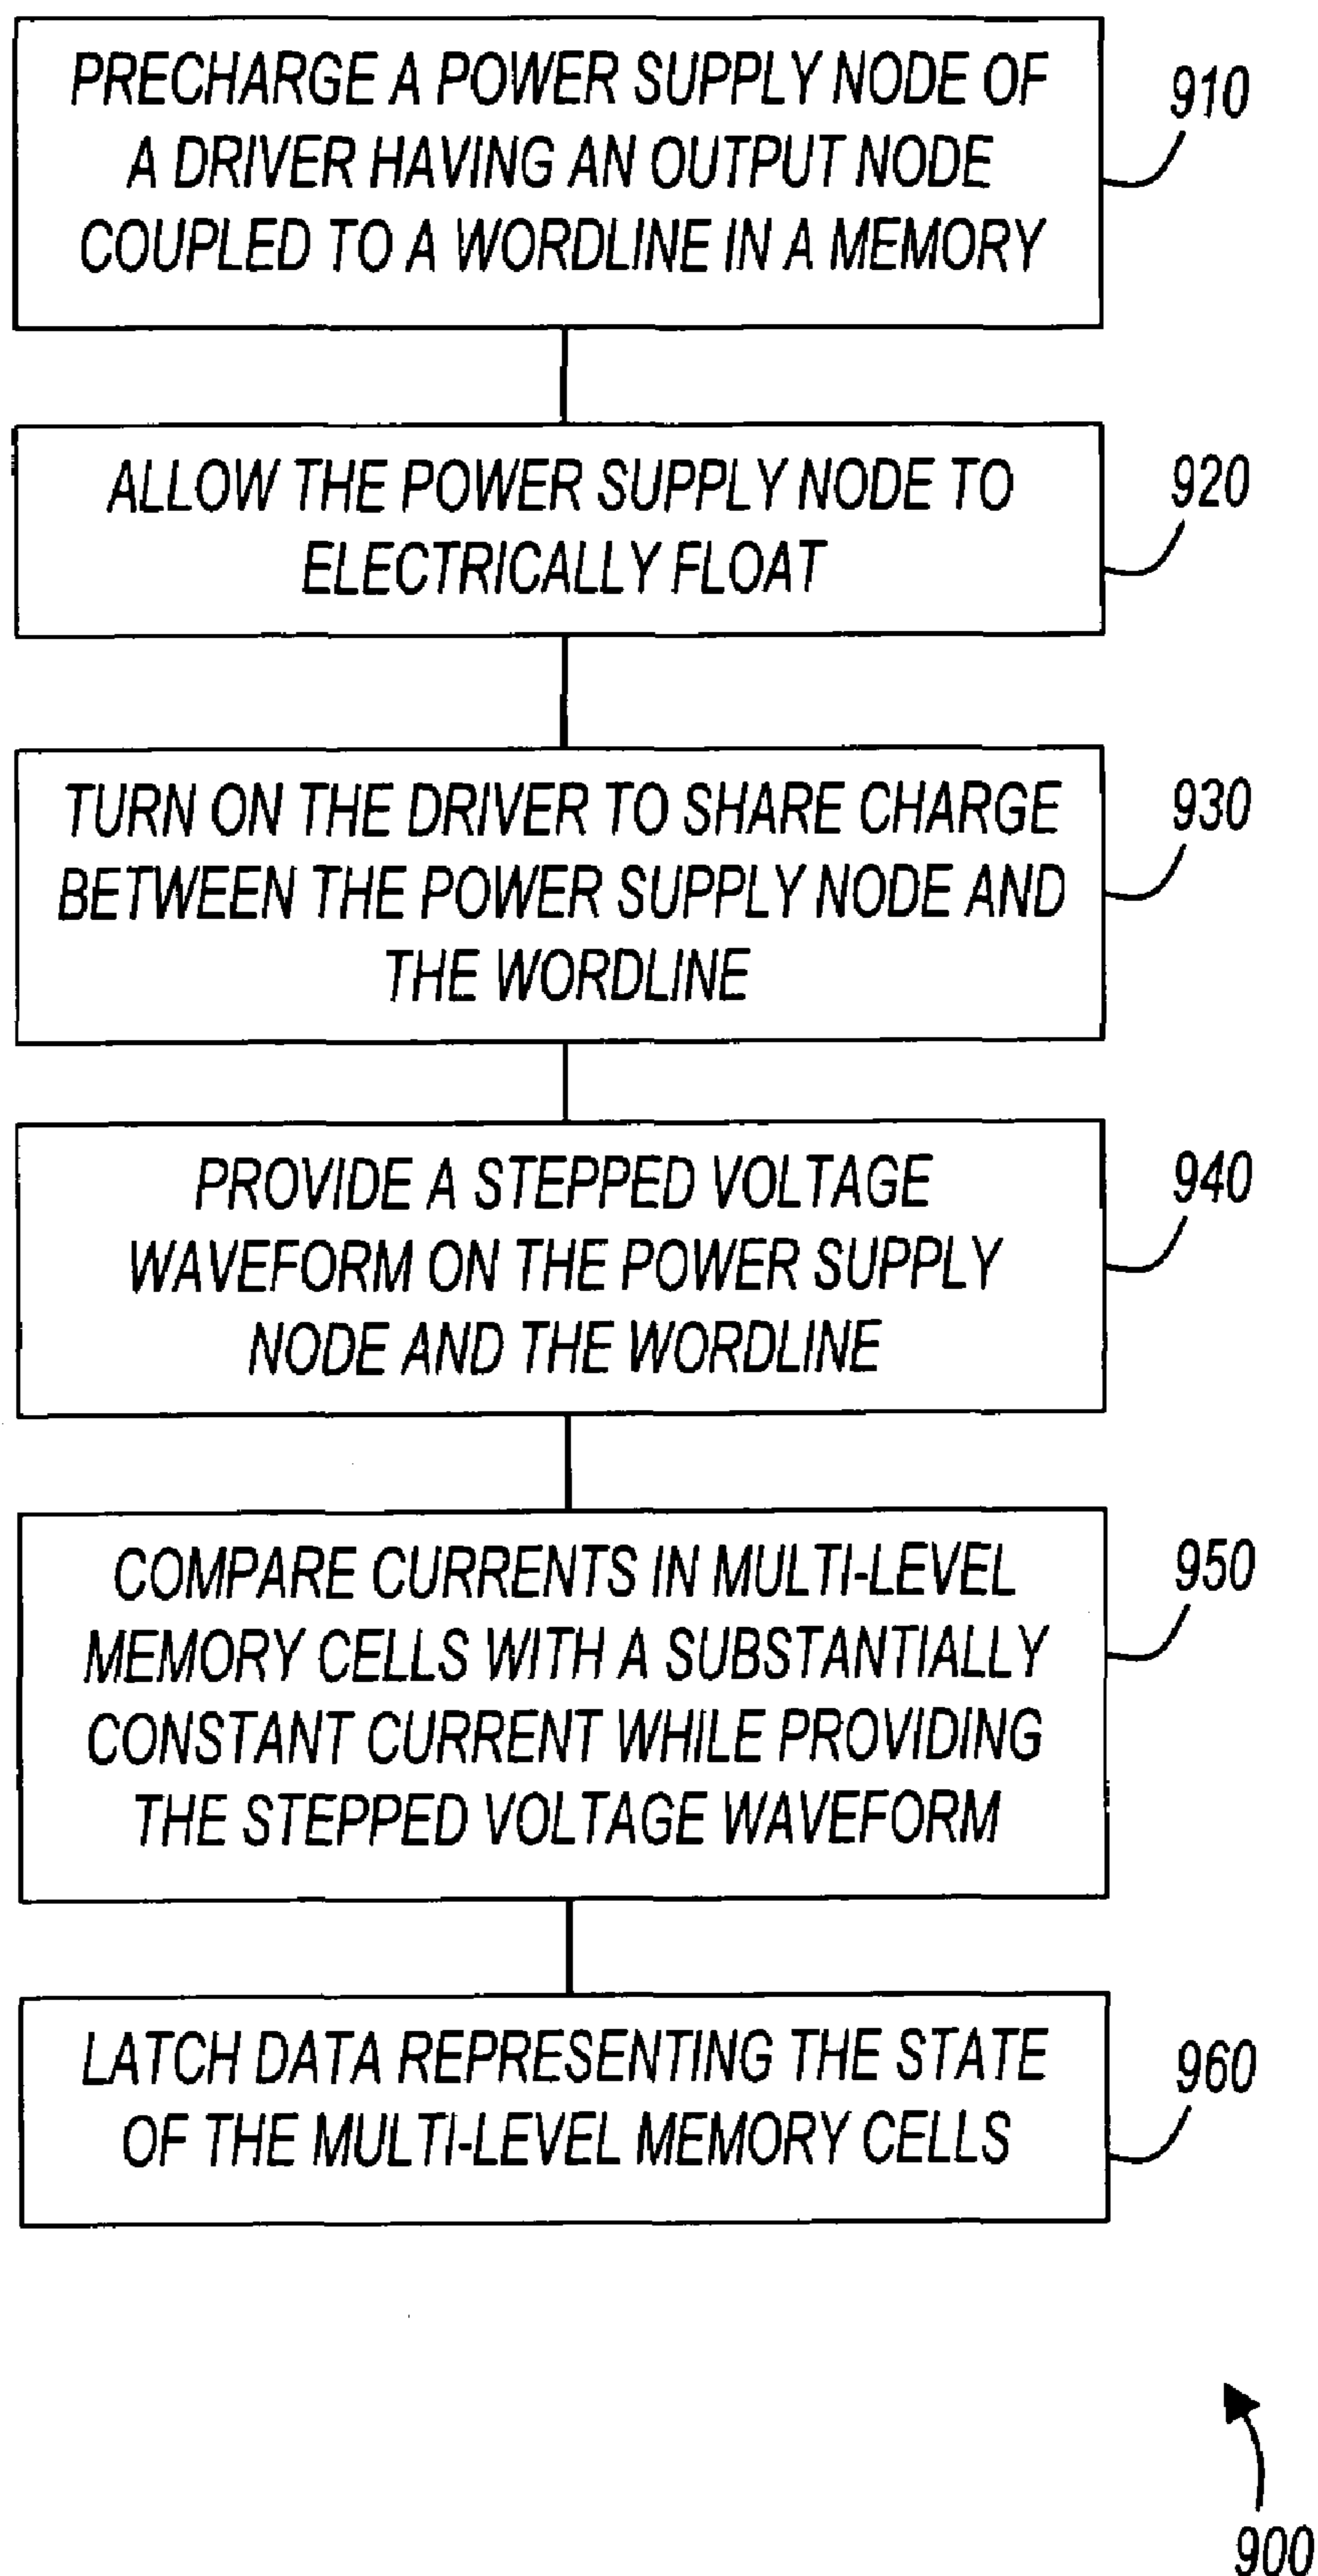 PRECHARGE A POWER SUPPLY NODE OF
A DRIVER HAVING AN OUTPUT NODE
COUPLED TO A WORDLINE IN A MEMORY
910
ALLOW THE POWER SUPPLY NODE TO
ELECTRICALLY FLOAT
920
TURN ON THE DRIVER TO SHARE CHARGE
BETWEEN THE POWER SUPPLY NODE AND
THE WORDLINE
930
PROVIDE A STEPPED VOLTAGE
WAVEFORM ON THE POWER SUPPLY
NODE AND THE WORDLINE
940
COMPARE CURRENTS IN MULTI-LEVEL
MEMORY CELLS WITH A SUBSTANTIALLY
CONSTANT CURRENT WHILE PROVIDING
THE STEPPED VOLTAGE WAVEFORM
950
LATCH DATA REPRESENTING THE STATE
OF THE MULTI-LEVEL MEMORY CELLS
960
900